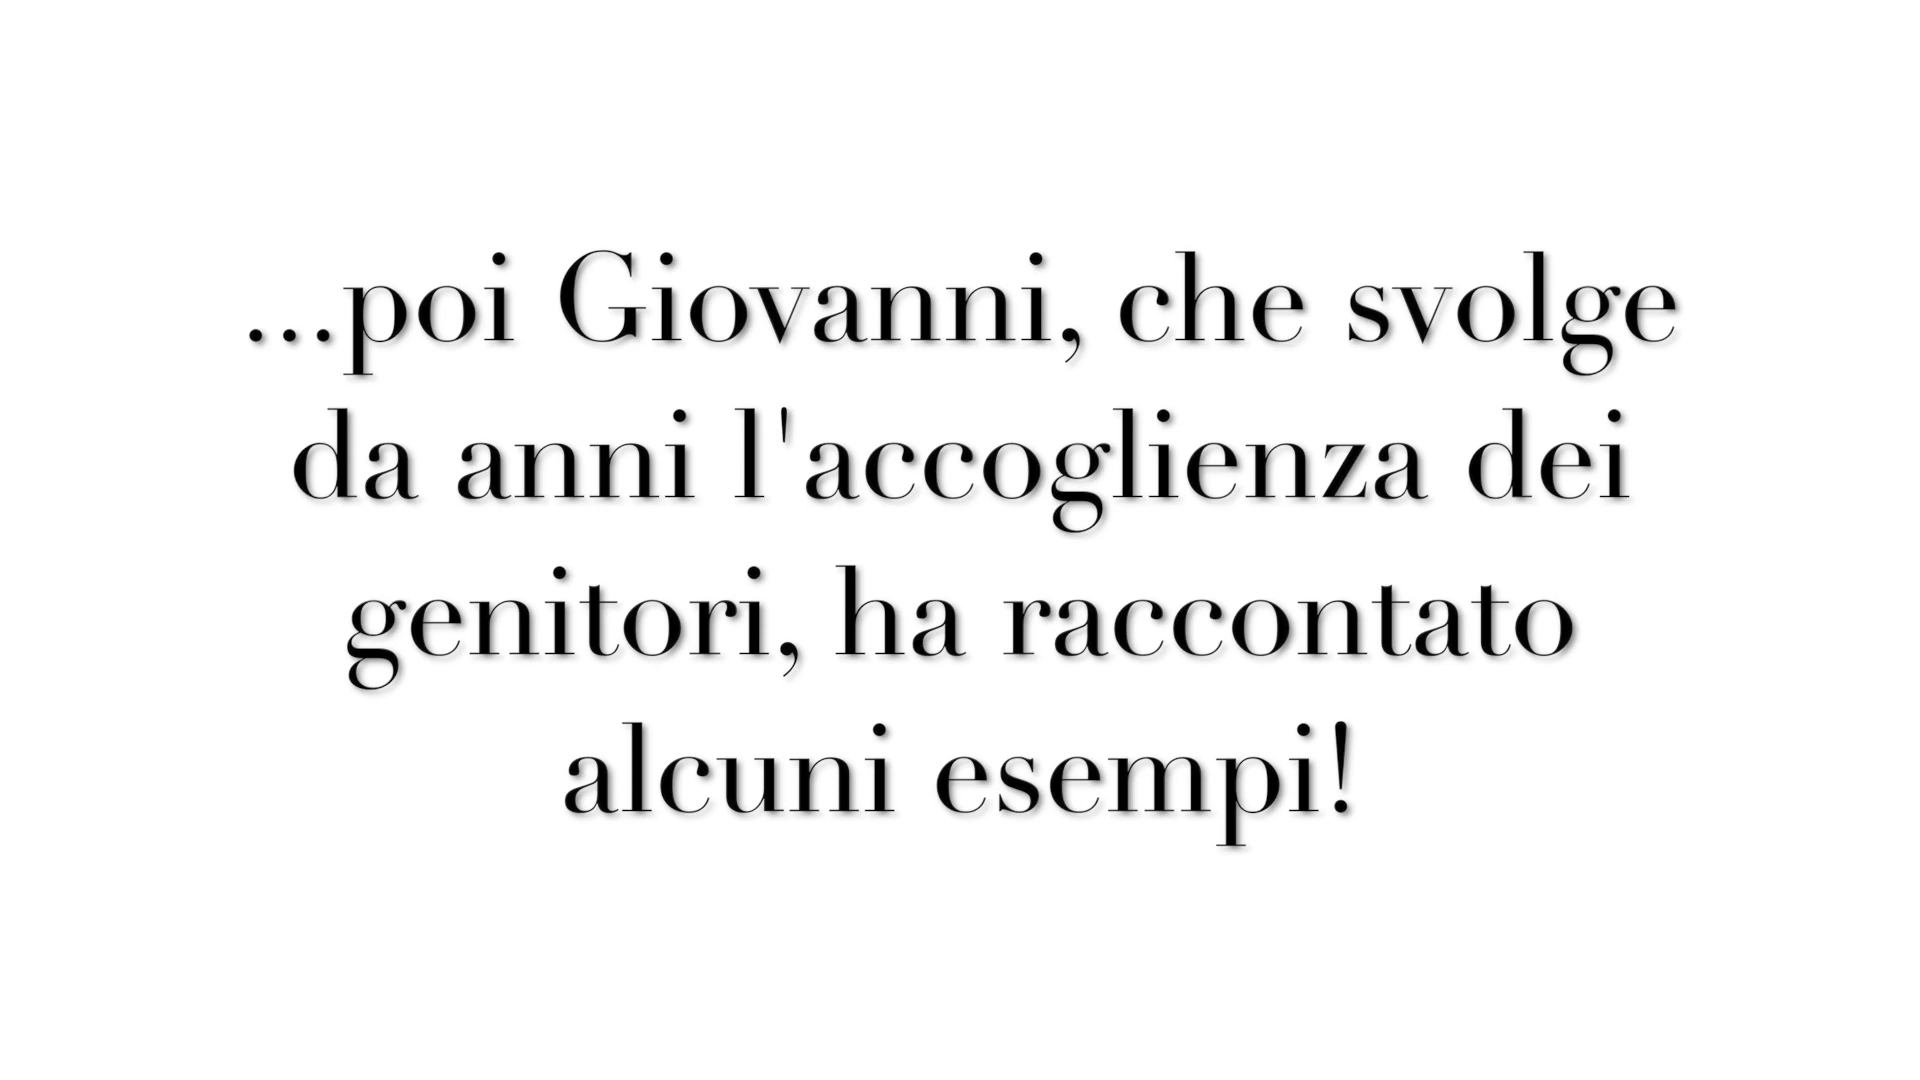 ...poi Giovanni, che svolge
da anni l'accoglienza dei
genitori, ha raccontato
alcuni esempi!